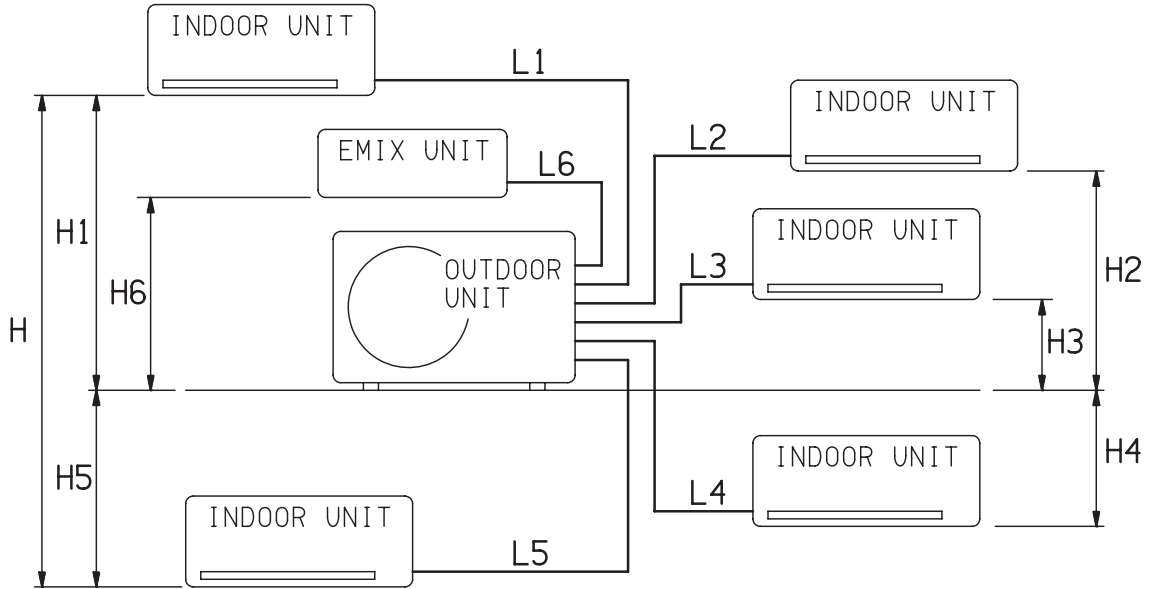 INDOOR UNIT
L1
INDOOR UNIT
L2
EMIX UNIT
L6
H1
INDOOR UNIT
OUTDOOR
UNIT
L3
H2
H6
H
H3
INDOOR UNIT
H4
H5
L4
INDOOR UNIT
L5